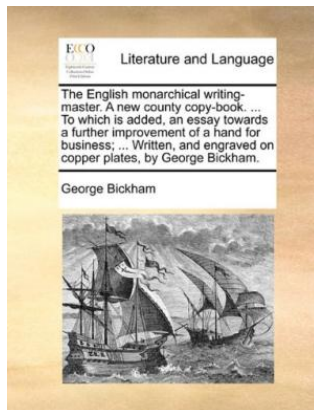 ECCO
Literature and Language
The English monarchical writing-
master. A new county copy-book. ...
To which is added, an essay towards
a further improvement of a hand for
business; ... Written, and engraved on
copper plates, by George Bickham.
George Bickham